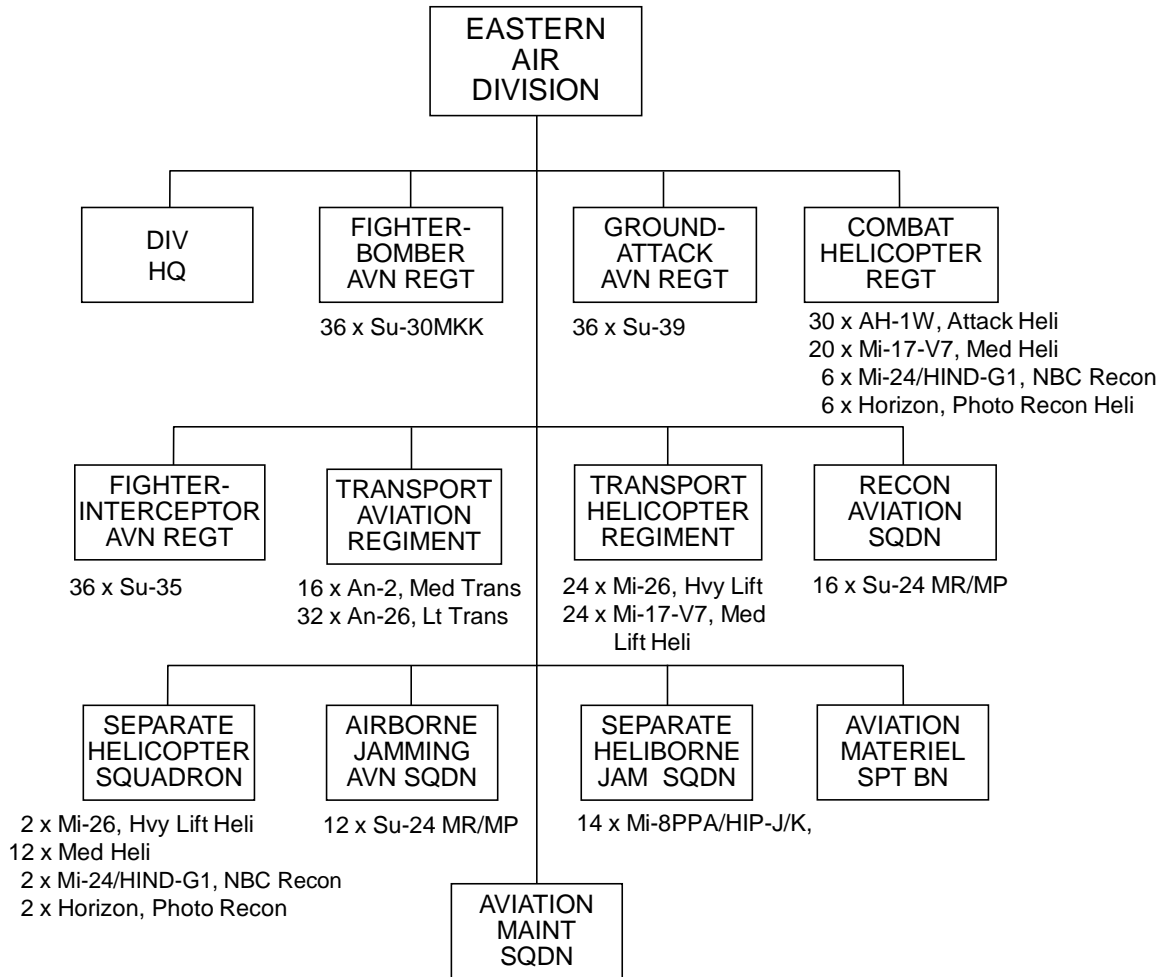 EASTERN
AIR
DIVISION
DIV
HQ
FIGHTER-
BOMBER
AVN REGT
36 x Su-30MKK
GROUND-
ATTACK
AVN REGT
36 x Su-39
COMBAT
HELICOPTER
REGT
30 x AH-1W, Attack Heli
20 x Mi-17-V7, Med Heli
6 x Mi-24/HIND-G1, NBC Recon
6 x Horizon, Photo Recon Heli
FIGHTER-
INTERCEPTOR
AVN REGT
36 x Su-35
TRANSPORT
AVIATION
REGIMENT
16 x An-2, Med Trans
32 x An-26, Lt Trans
TRANSPORT
HELICOPTER
REGIMENT
24 x Mi-26, Hvy Lift
24 x Mi-17-V7, Med
Lift Heli
RECON
AVIATION
SQDN
16 x Su-24 MR/MP
SEPARATE
HELICOPTER
SQUADRON
2 x Mi-26, Hvy Lift Heli
12 x Med Heli
2 x Mi-24/HIND-G1, NBC Recon
2 x Horizon, Photo Recon
AIRBORNE
JAMMING
AVN SQDN
12 x Su-24 MR/MP
SEPARATE
HELIBORNE
JAM SQDN
14 x Mi-8PPA/HIP-J/K,
AVIATION
MATERIEL
SPT BN
AVIATION
MAINT
SQDN